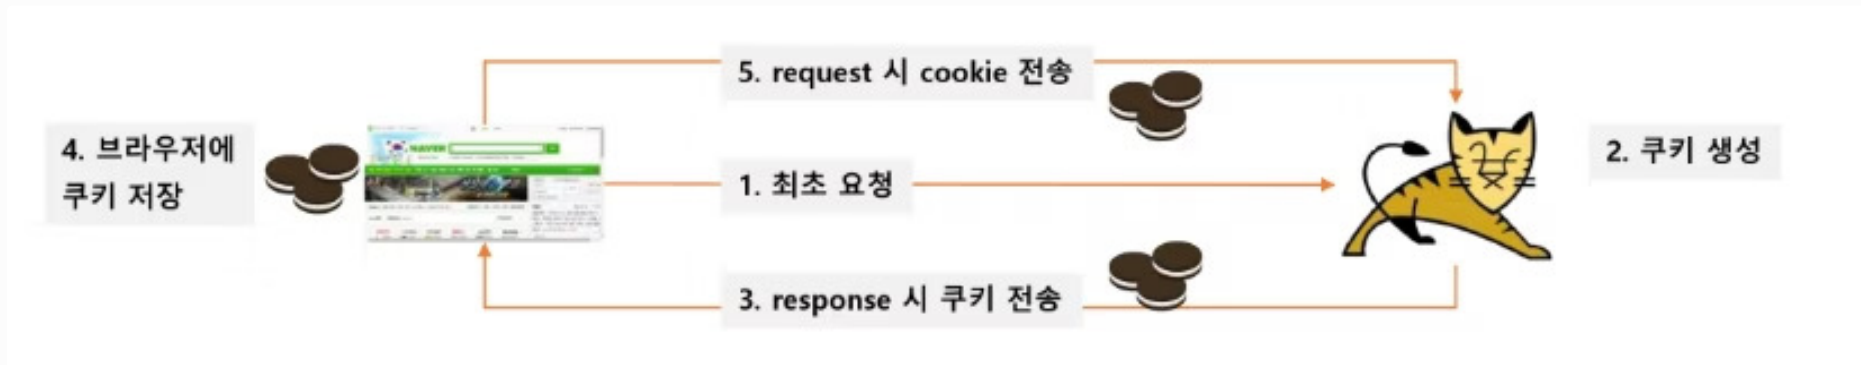 5. request 시 cookie 전송
4. 브라우저에
쿠키 저장
NAVER
1. 최초 요청
2. 쿠키 생성
3. response 시 쿠키 전송